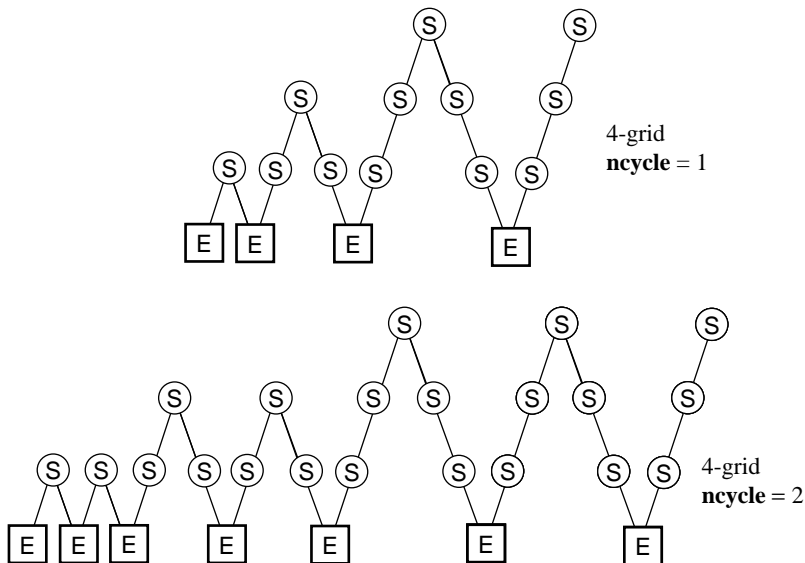 S S
S S S S
4-grid
ncycle = 1
S S S S S S
E E E E
S S S
S S S S S S S
S S S S S S S S S S S
4-grid
ncycle = 2
E E E E E E E